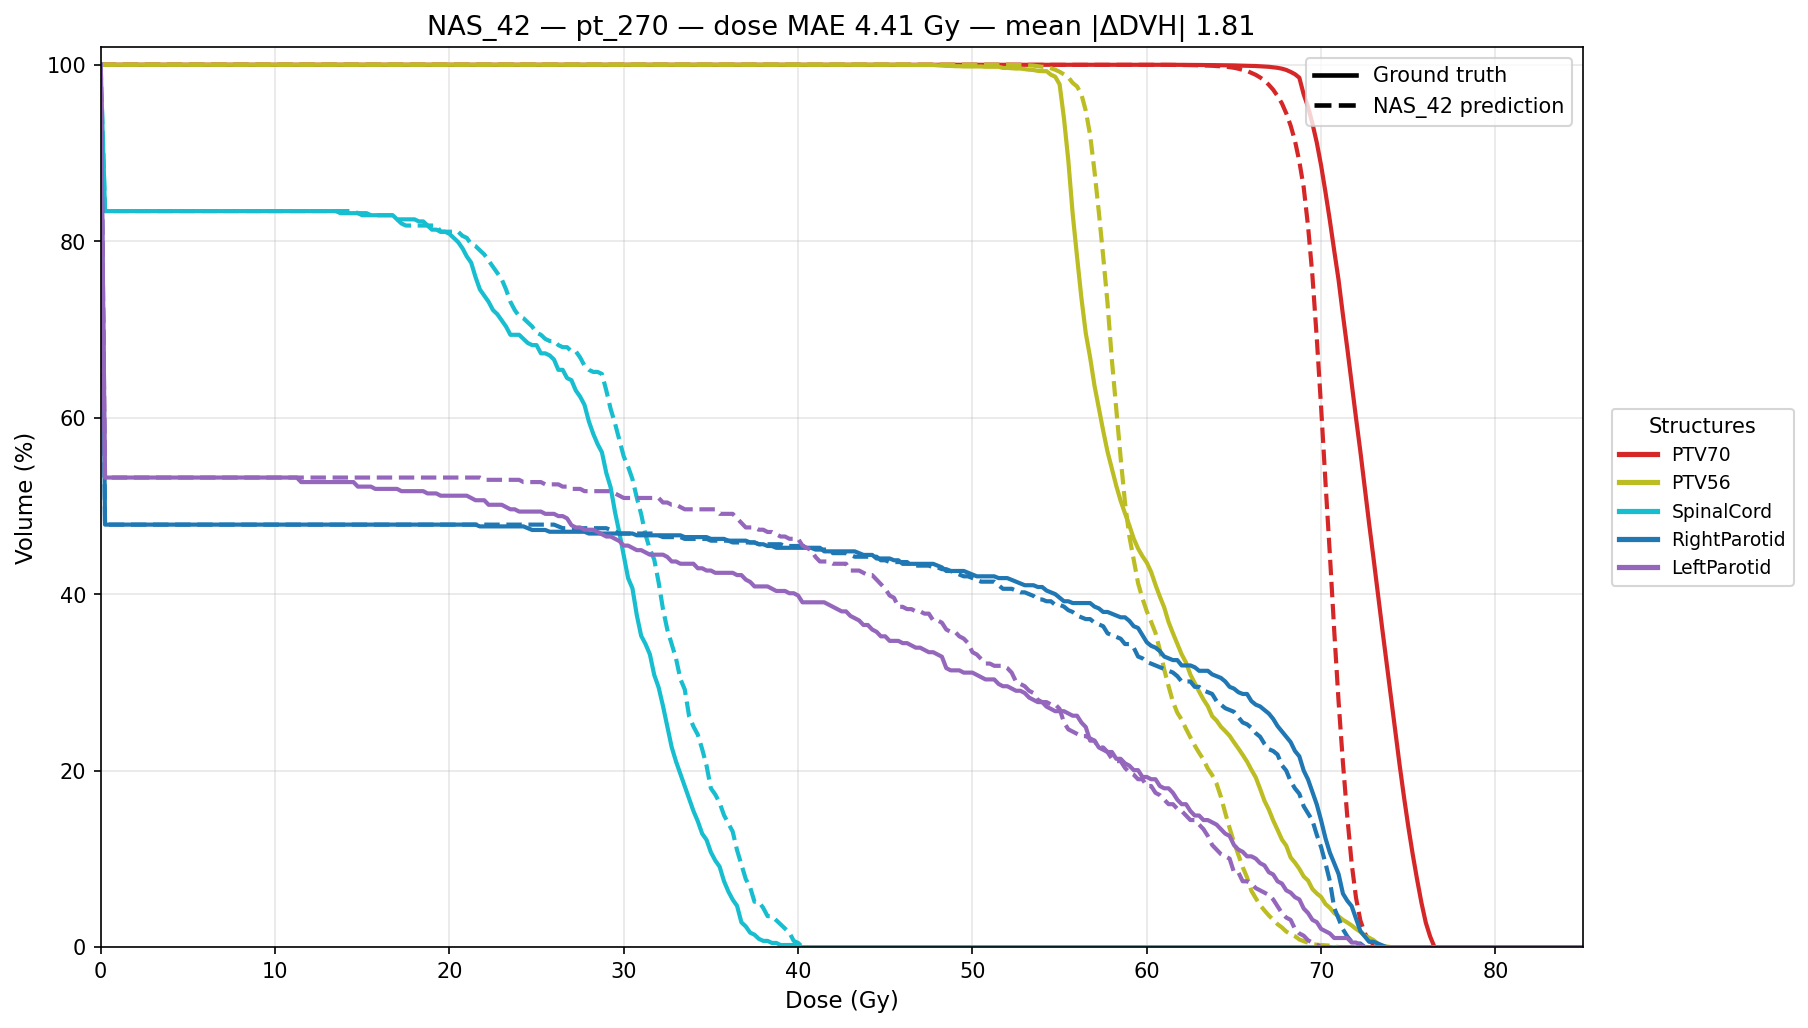 NAS_42 — pt_270 — dose MAE 4.41 Gy — mean |ΔDVH| 1.81
Ground truth
NAS_42 prediction
Volume (%)
100
80
60
40
20
0
0 10 20 30 40 50 60 70 80
Dose (Gy)
Structures
PTV70
PTV56
SpinalCord
RightParotid
LeftParotid